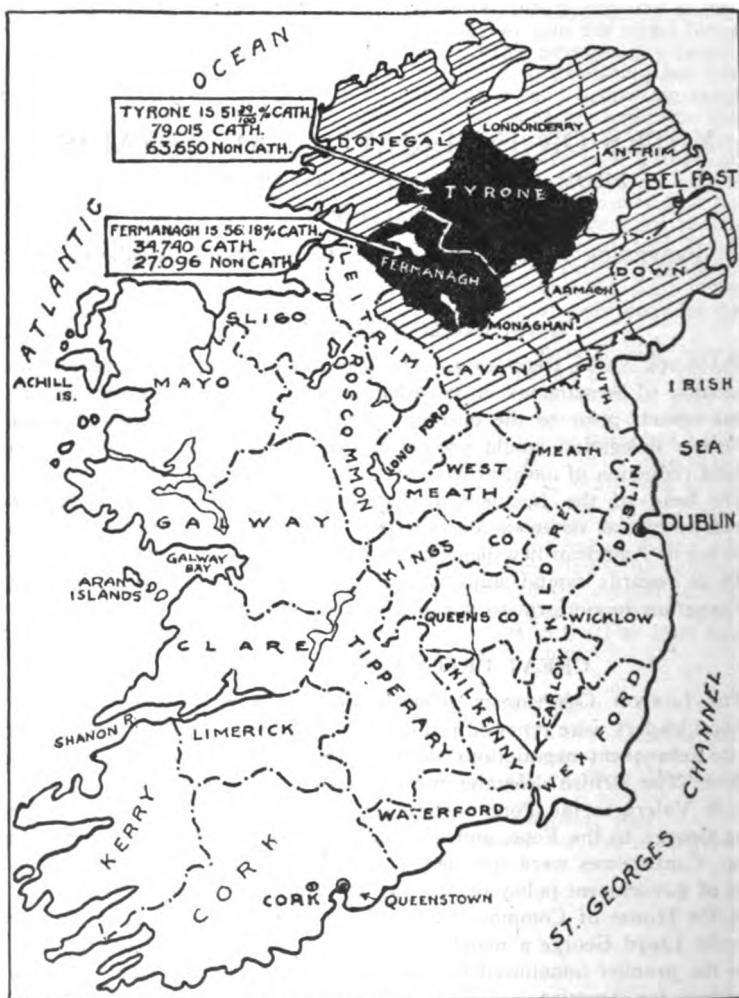 OCEAN
TYRONE IS 51 29/100 % CATH.
79.015 CATH.
63.650 NON CATH.
FERMANAGH IS 56.18% CATH.
34.740 CATH.
27.096 NON CATH.
DONEGAL
LONDONDERRY
ANTRIM
TYRONE
BELFAST
FERMANAGH
DOWN
ARMAGH
MONAGHAN
ATLANTIC
LEITRIM
SLIGO
CAVAN
LOUTH
MAYO
ACHILL
IS.
ROSCOMMON
IRISH
SEA
LONG FORD
MEATH
WEST
MEATH
DUBLIN
DUBLIN
GALWAY
KINGS CO
KILDARE
GALWAY
BAY
ARAN
ISLANDS
QUEENS CO
WICKLOW
CLARE
TIPPERALY
KILKENNY
CARLOW
WEXFORD
SHANON R.
LIMERICK
WATERFORD
KERRY
CORK
CORK
QUEENSTOWN
ST. GEORGES CHANNEL